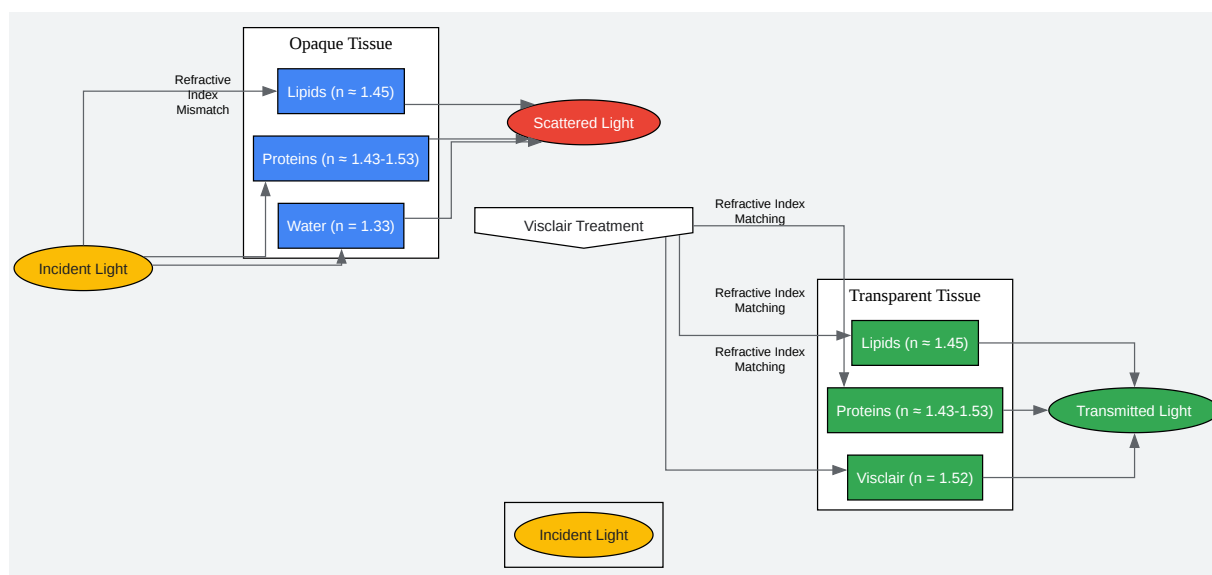 Opaque Tissue
Refractive
Index
Mismatch
Lipids (n ≈ 1.45)
Scattered Light
Proteins (n ≈ 1.43-1.53)
Water (n = 1.33)
Incident Light
Visclair Treatment
Refractive Index
Matching
Refractive Index
Matching
Refractive Index
Matching
Transparent Tissue
Lipids (n ≈ 1.45)
Proteins (n ≈ 1.43-1.53)
Transmitted Light
Visclair (n = 1.52)
Incident Light